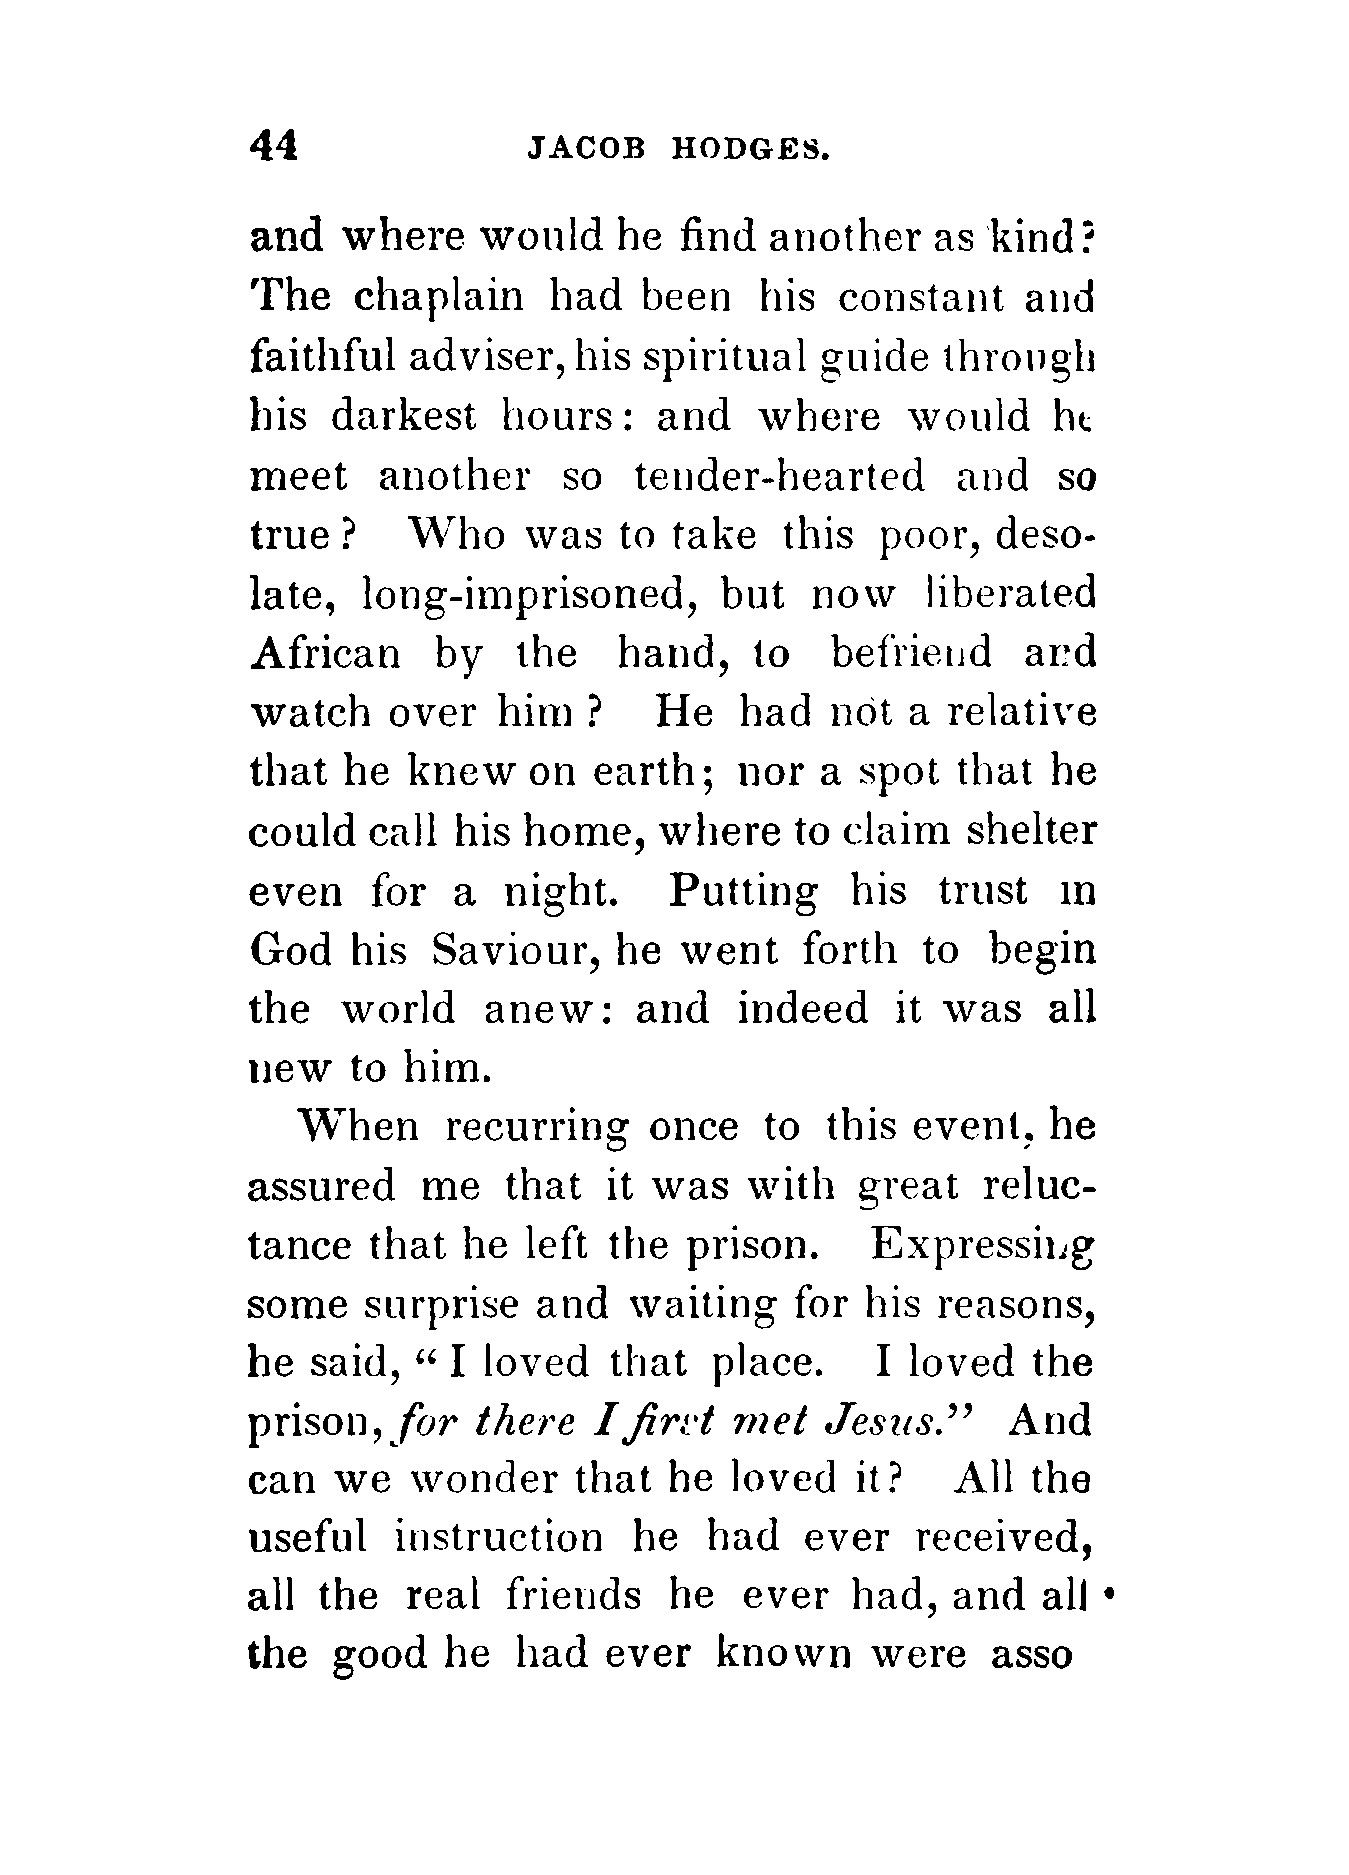 44 JACOB HODGES.
and where would he find another as kind?
The chaplain had been his constant and
faithful adviser, his spiritual guide through
his darkest hours: and where would he
meet another so tender-hearted and so
true? Who was to take this poor, deso-
late, long-imprisoned, but now liberated
African by the hand, to befriend and
watch over him? He had not a relative
that he knew on earth; nor a spot that he
could call his home, where to claim shelter
even for a night. Putting his trust in
God his Saviour, he went forth to begin
the world anew: and indeed it was all
new to him.
When recurring once to this event, he
assured me that it was with great reluc-
tance that he left the prison. Expressing
some surprise and waiting for his reasons,
he said, "I loved that place. I loved the
prison, for there I first met Jesus." And
can we wonder that he loved it? All the
useful instruction he had ever received,
all the real friends he ever had, and all
the good he had ever known were asso